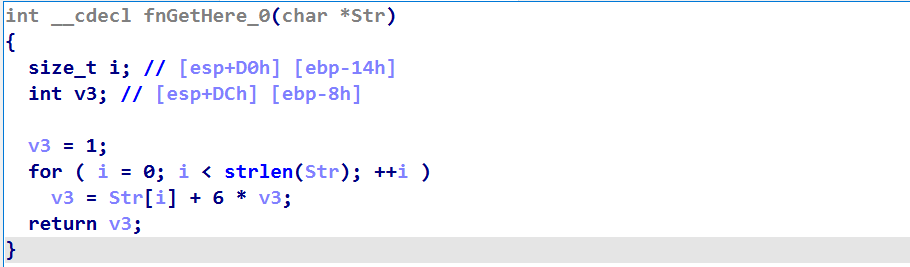 int __cdecl fnGetHere_0(char *Str)
{
  size_t i; // [esp+D0h] [ebp-14h]
  int v3; // [esp+DCh] [ebp-8h]

  v3 = 1;
  for ( i = 0; i < strlen(Str); ++i )
    v3 = Str[i] + 6 * v3;
  return v3;
}